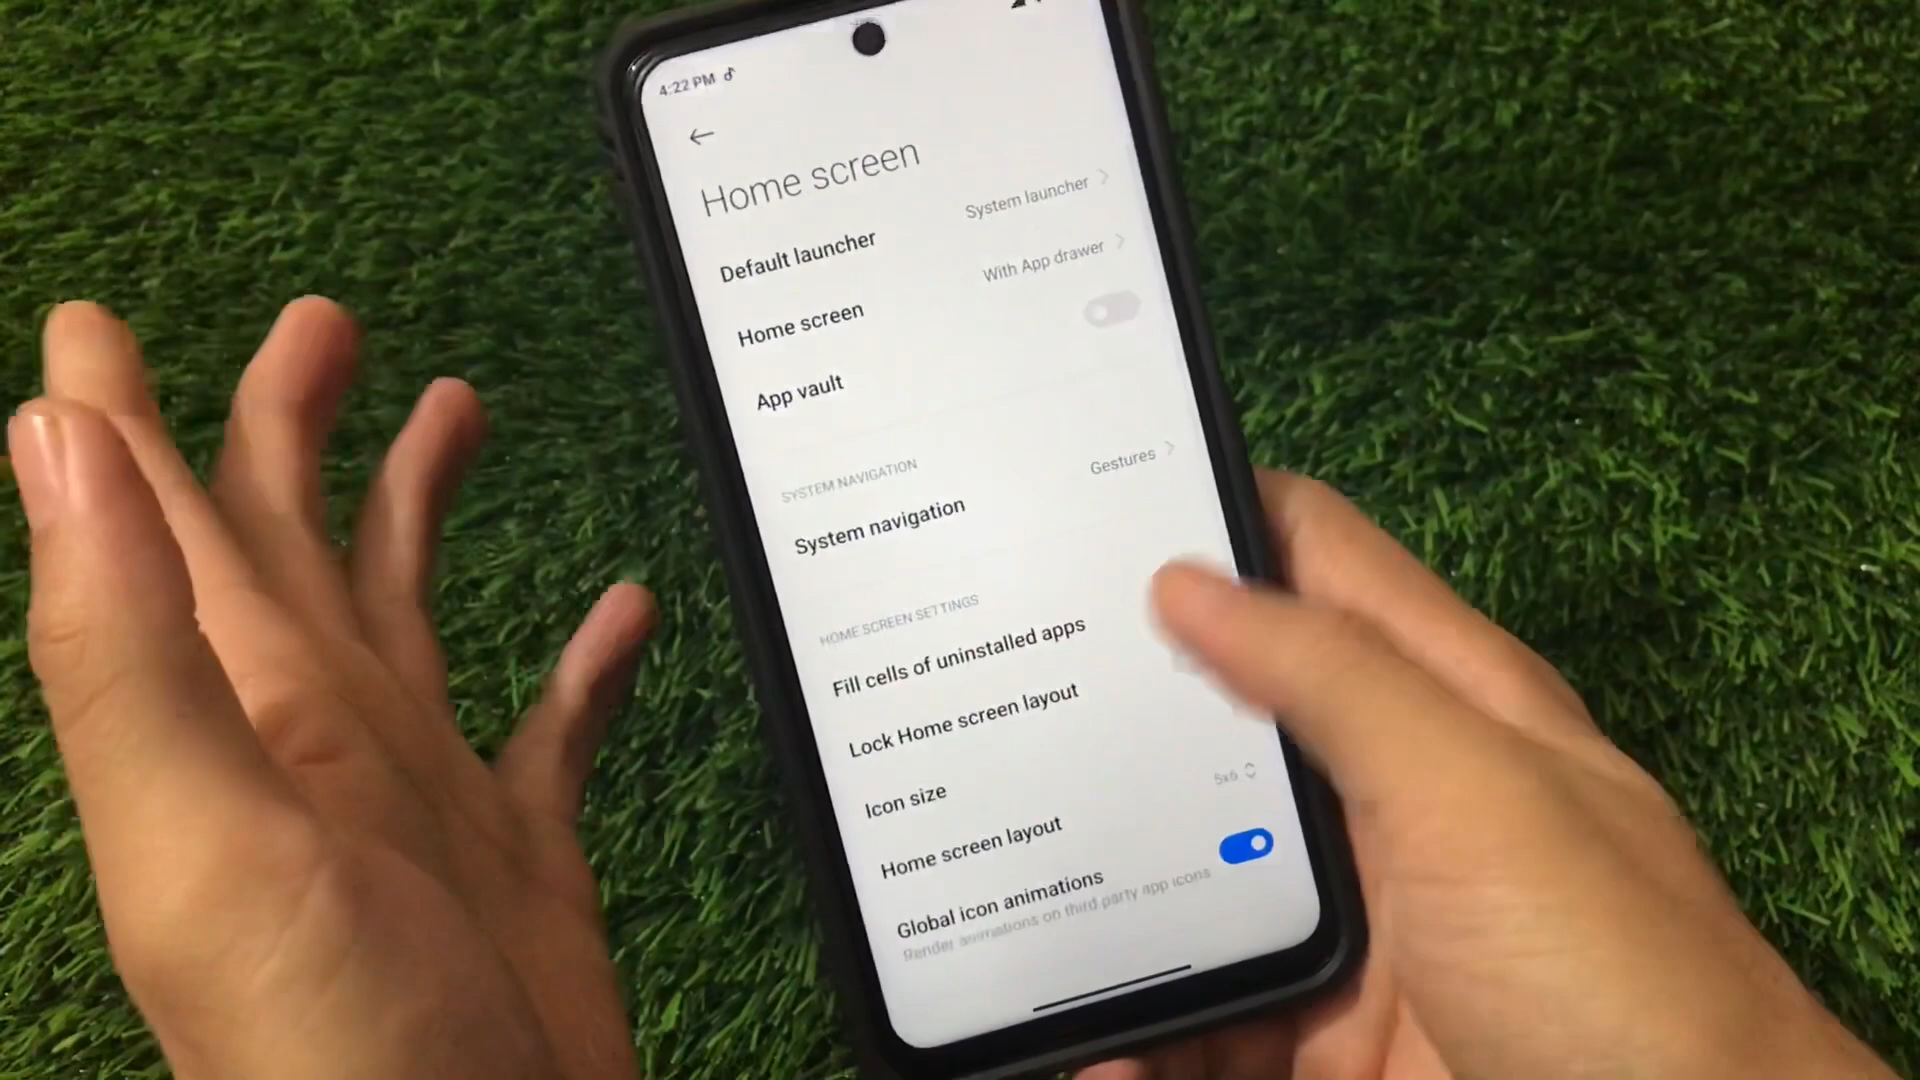 4:22 PM
Home screen
Default launcher
System launcher
Home screen
With App drawer
App vault
SYSTEM NAVIGATION
System navigation
Gestures
HOME SCREEN SETTINGS
Fill cells of uninstalled apps
Lock Home screen layout
Icon size
Home screen layout
5x6
Global icon animations
Render animations on third party app icons